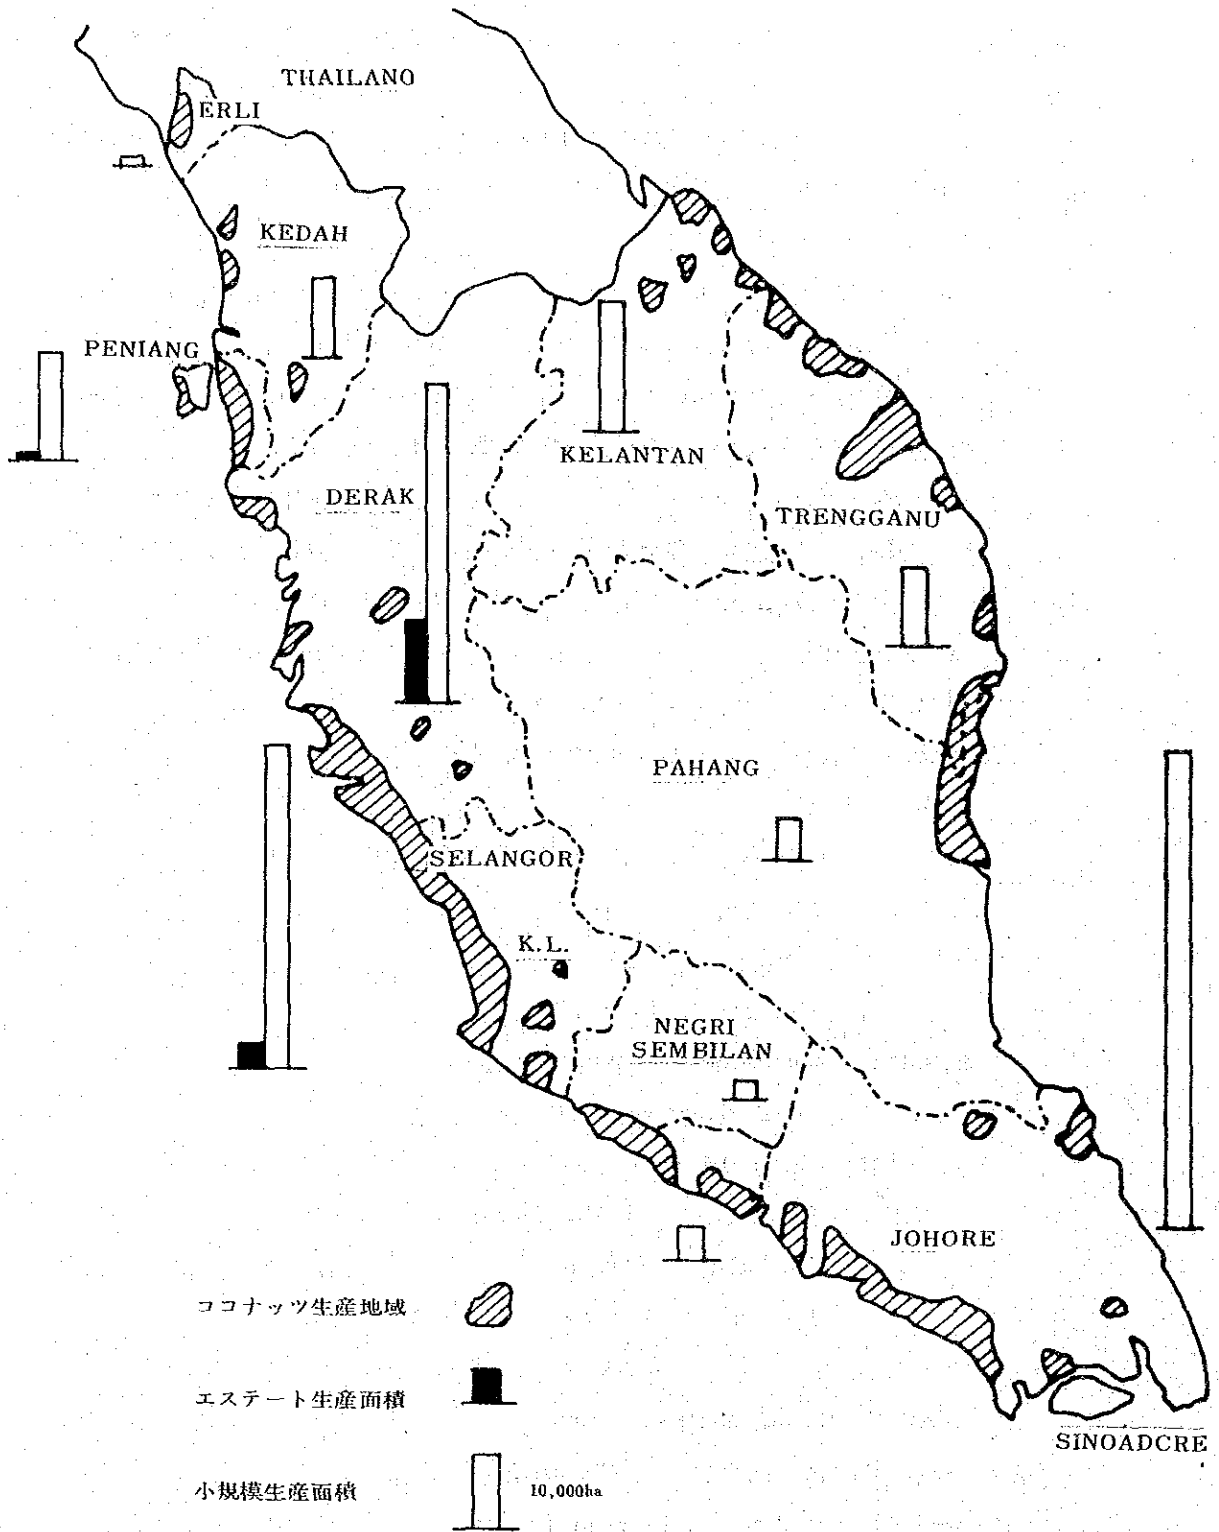 THAILANO
ERLI
KEDAH
PENIANG
KELANTAN
DERAK
TRENGGANU
PAHANG
SELANGOR
K.L.
NEGRI
SEMBILAN
JOHORE
ココナッツ生産地域
エステート生産面積
SINOADCRE
小規模生産面積
10,000ha